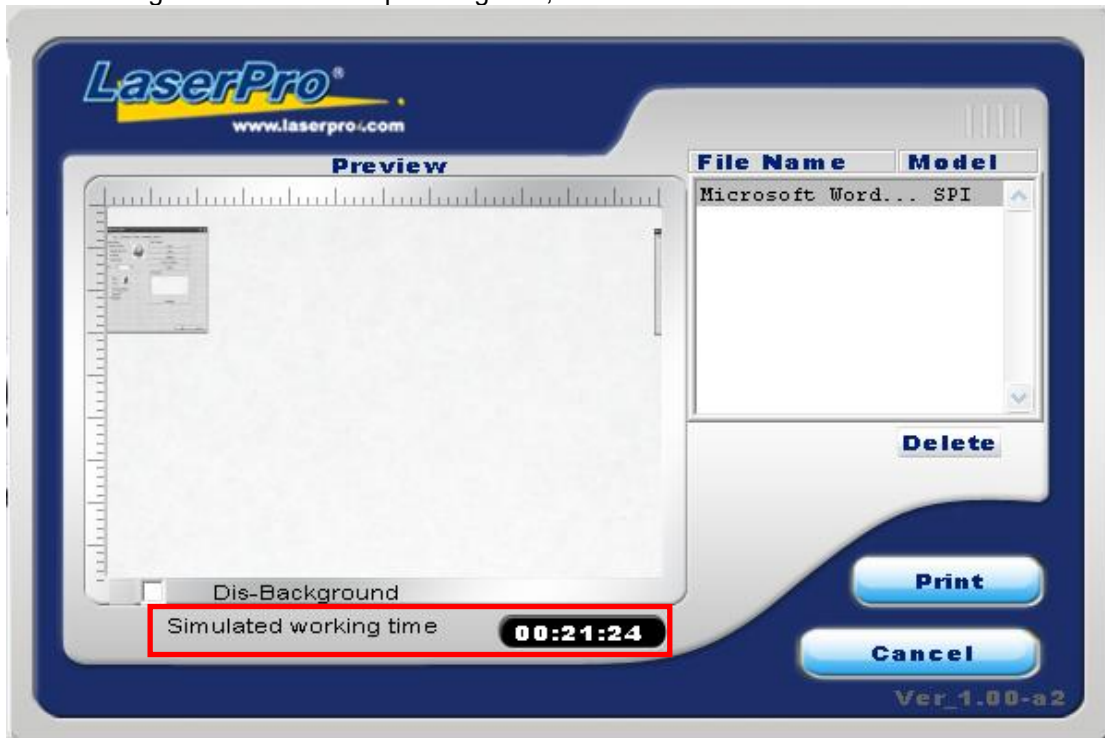 LaserPro®
www.laserpro4.com
Preview
File Name Model
Microsoft Word... SPI
Delete
Dis-Background
Simulated working time 00:21:24
Print
Cancel
Ver_1.00-a2